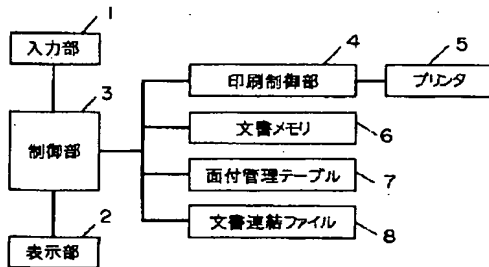 1
入力部
3
制御部
2
表示部
4
印刷制御部
5
プリンタ
文書メモリ
6
面付管理テーブル
7
文書連結ファイル
8